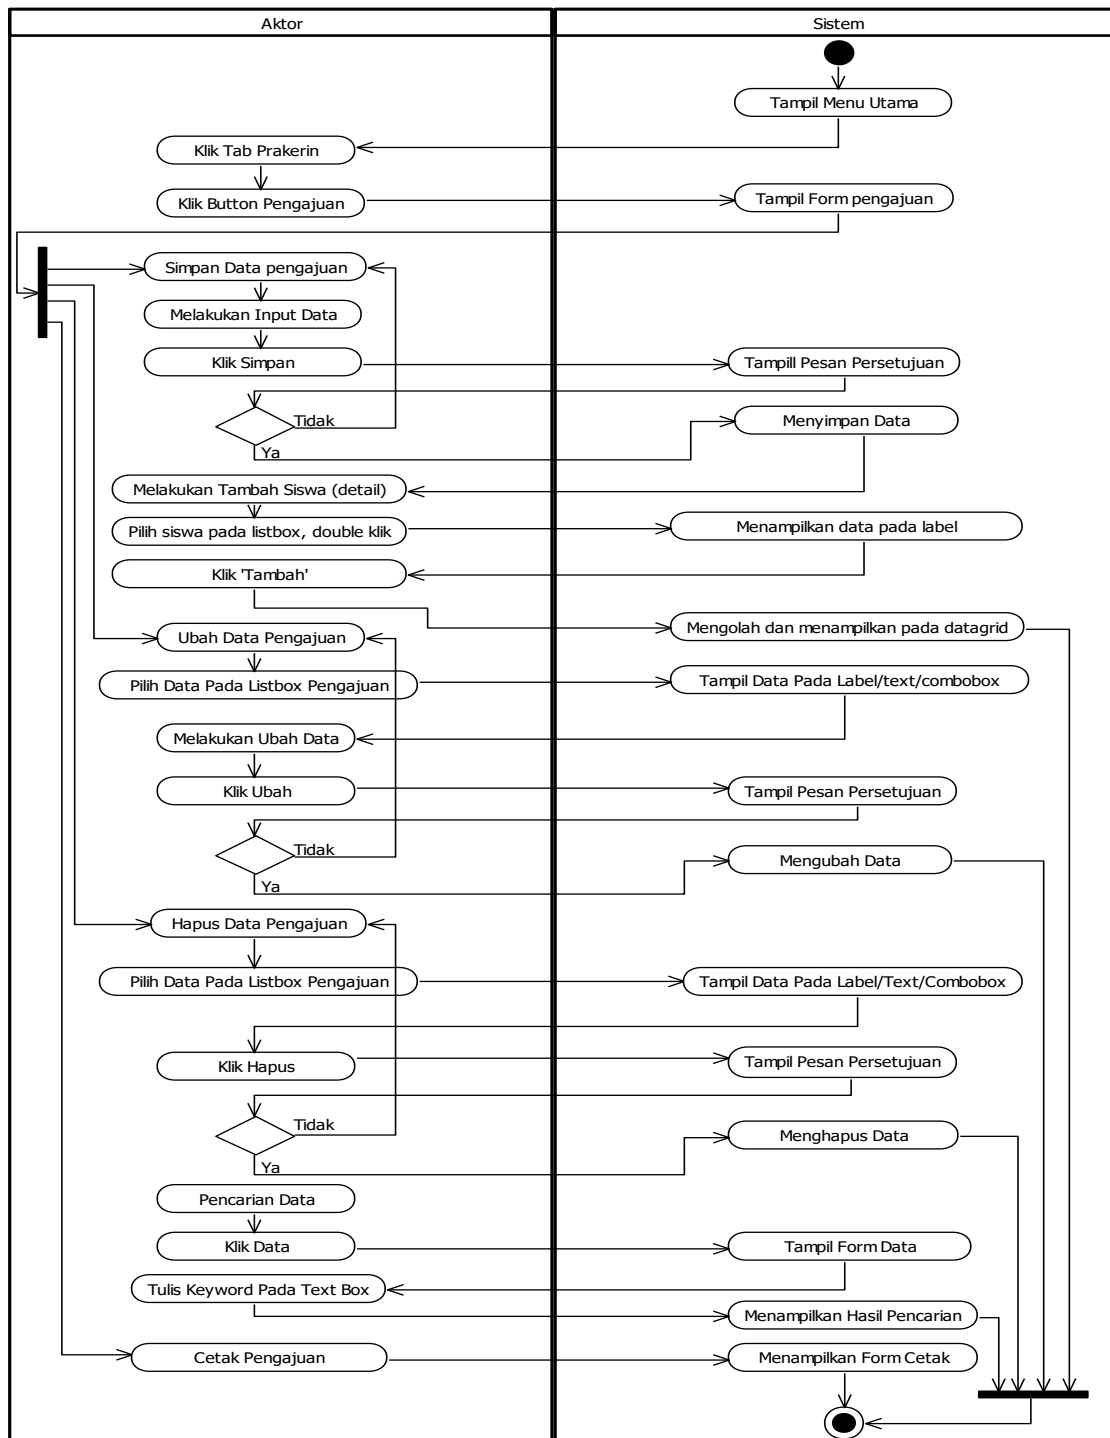 Aktor
Sistem
Tampil Menu Utama
Klik Tab Prakerin
Klik Button Pengajuan
Tampil Form pengajuan
Simpan Data pengajuan
Melakukan Input Data
Klik Simpan
Tampill Pesan Persetujuan
Tidak
Menyimpan Data
Ya
Melakukan Tambah Siswa (detail)
Pilih siswa pada listbox, double klik
Menampilkan data pada label
Klik 'Tambah'
Mengolah dan menampilkan pada datagrid
Ubah Data Pengajuan
Pilih Data Pada Listbox Pengajuan
Tampil Data Pada Label/text/combobox
Melakukan Ubah Data
Klik Ubah
Tampil Pesan Persetujuan
Tidak
Mengubah Data
Ya
Hapus Data Pengajuan
Pilih Data Pada Listbox Pengajuan
Tampil Data Pada Label/Text/Combobox
Klik Hapus
Tampil Pesan Persetujuan
Tidak
Menghapus Data
Ya
Pencarian Data
Klik Data
Tampil Form Data
Tulis Keyword Pada Text Box
Menampilkan Hasil Pencarian
Cetak Pengajuan
Menampilkan Form Cetak